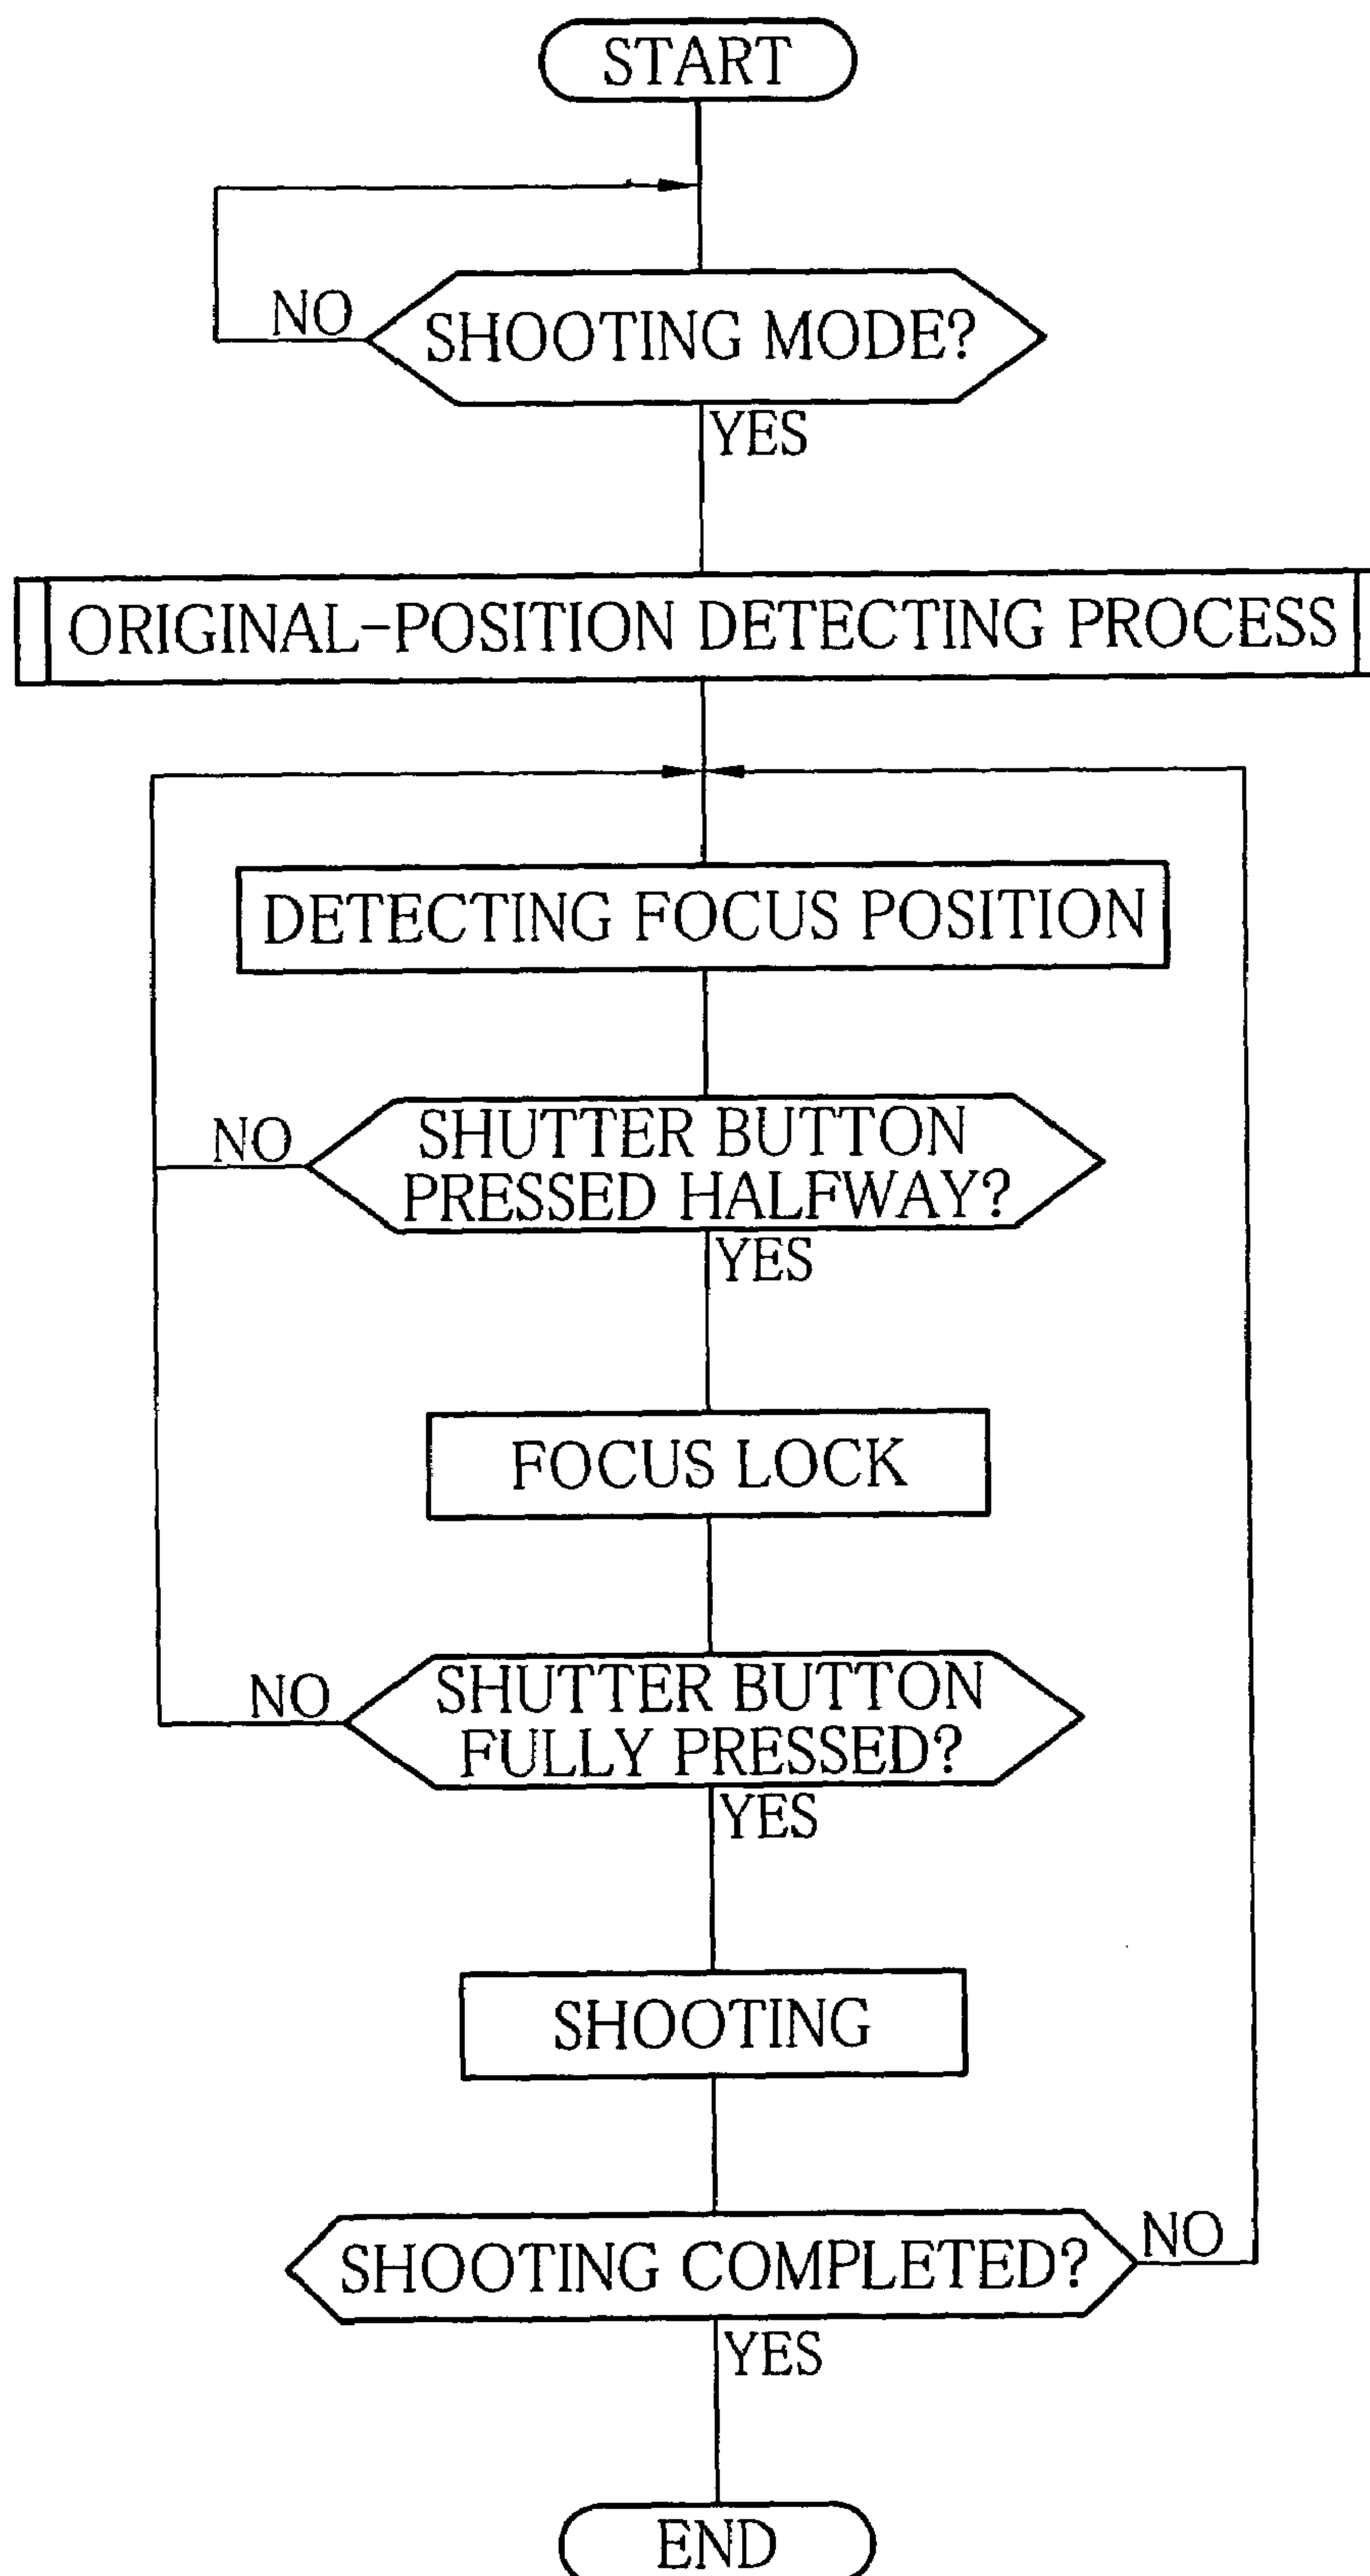 START
NO
SHOOTING MODE?
YES
ORIGINAL-POSITION DETECTING PROCESS
DETECTING FOCUS POSITION
NO
SHUTTER BUTTON
PRESSED HALFWAY?
YES
FOCUS LOCK
NO
SHUTTER BUTTON
FULLY PRESSED?
YES
SHOOTING
SHOOTING COMPLETED?
NO
YES
END